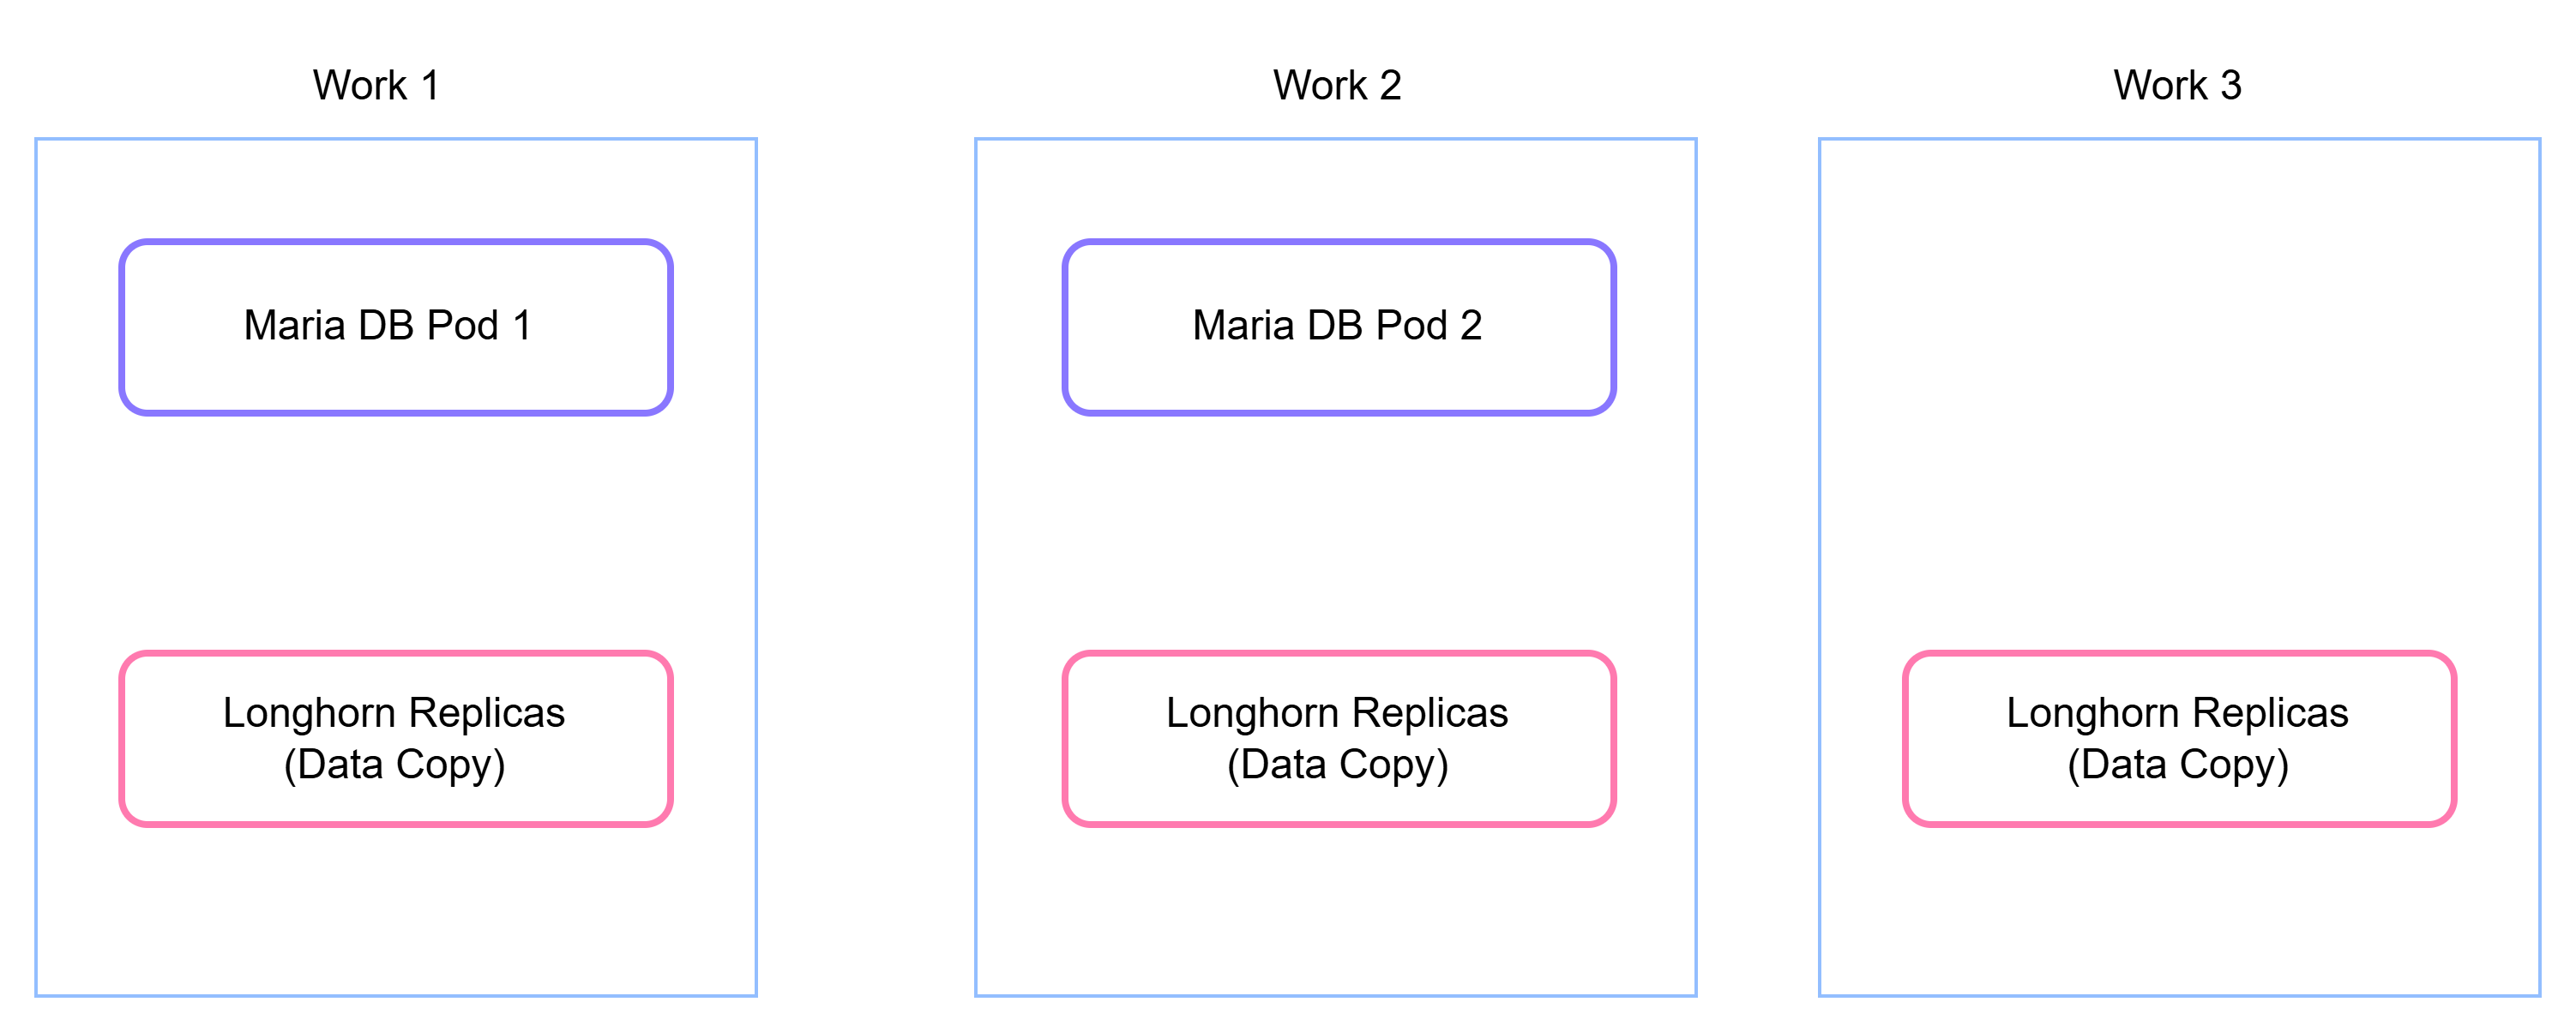 Work 1
Work 2
Work 3
Maria DB Pod 1
Maria DB Pod 2
Longhorn Replicas
(Data Copy)
Longhorn Replicas
(Data Copy)
Longhorn Replicas
(Data Copy)